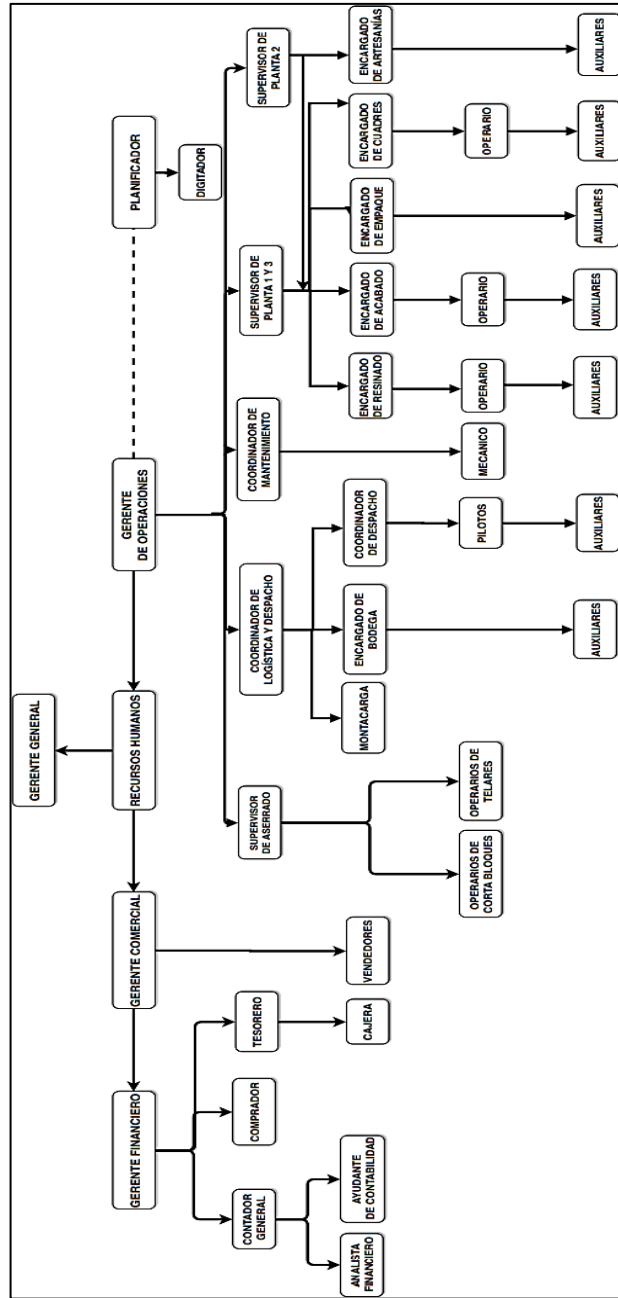 GERENTE GENERAL
GERENTE FINANCIERO
GERENTE COMERCIAL
RECURSOS HUMANOS
GERENTE
DE OPERACIONES
PLANIFICADOR
DIGITADOR
CONTADOR
GENERAL
COMPRADOR
TESORERO
SUPERVISOR
DE ASERRADO
COORDINADOR DE
LOGÍSTICA Y DESPACHO
COORDINADOR DE
MANTENIMIENTO
SUPERVISOR DE
PLANTA 1 Y 3
SUPERVISOR DE
PLANTA 2
ANALISTA
FINANCIERO
AYUDANTE
DE CONTABILIDAD
CAJERA
VENDEDORES
MONTACARGA
ENCARGADO DE
BODEGA
COORDINADOR
DE DESPACHO
ENCARGADO
DE RESINADO
ENCARGADO
DE ACABADO
ENCARGADO
DE EMPAQUE
ENCARGADO
DE CUADRES
ENCARGADO
DE ARTESANÍAS
OPERARIOS DE
CORTA BLOQUES
OPERARIOS DE
TELARES
PILOTOS
MECÁNICO
OPERARIO
OPERARIO
OPERARIO
AUXILIARES
AUXILIARES
AUXILIARES
AUXILIARES
AUXILIARES
AUXILIARES
AUXILIARES